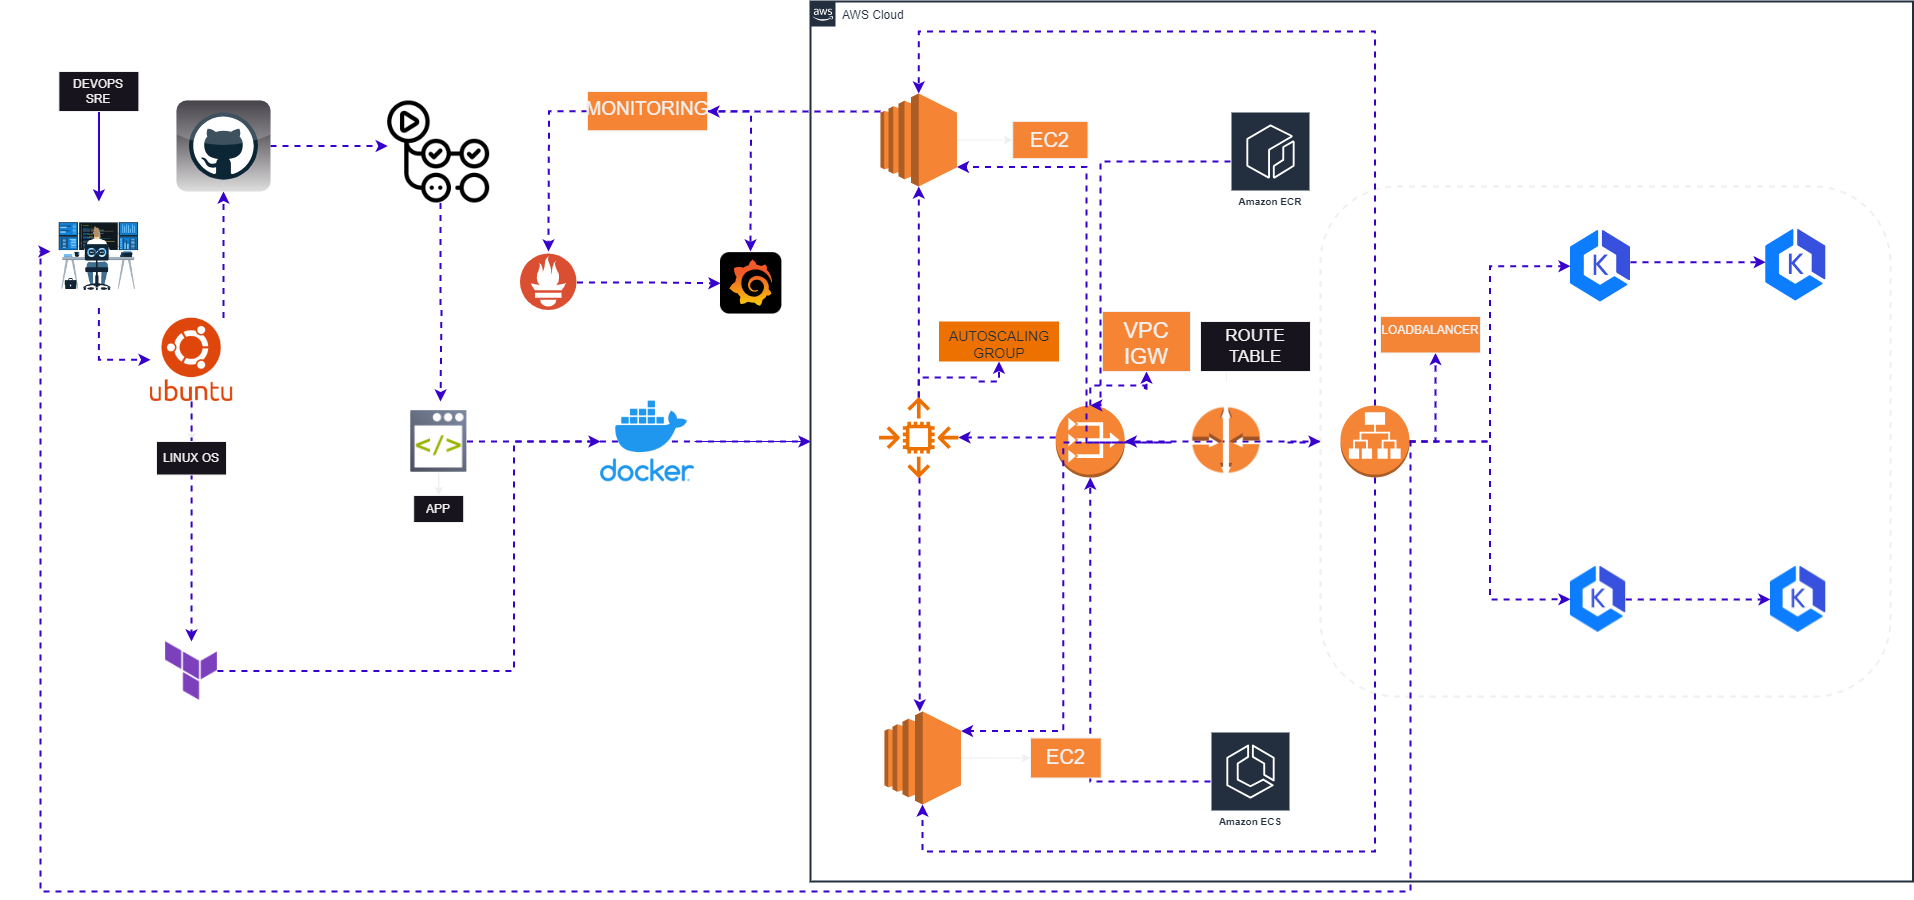 aws
AWS Cloud
DEVOPS
SRE
MONITORING
EC2
Amazon ECR
ubuntu
LINUX OS
</>
APP
docker
AUTOSCALING
GROUP
VPC
IGW
ROUTE
TABLE
LOADBALANCER
K
K
K
K
EC2
Amazon ECS